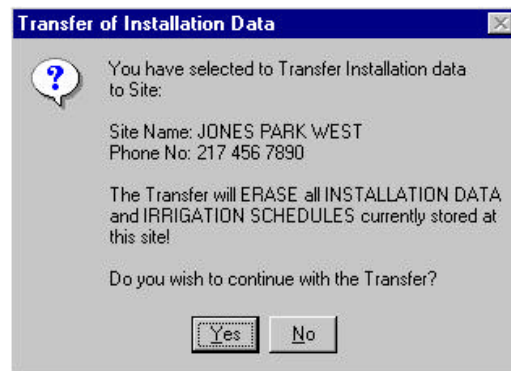 Transfer of Installation Data
?
You have selected to Transfer Installation data
to Site:
Site Name: JONES PARK WEST
Phone No: 217 456 7890
The Transfer will ERASE all INSTALLATION DATA
and IRRIGATION SCHEDULES currently stored at
this site!
Do you wish to continue with the Transfer?
Yes No